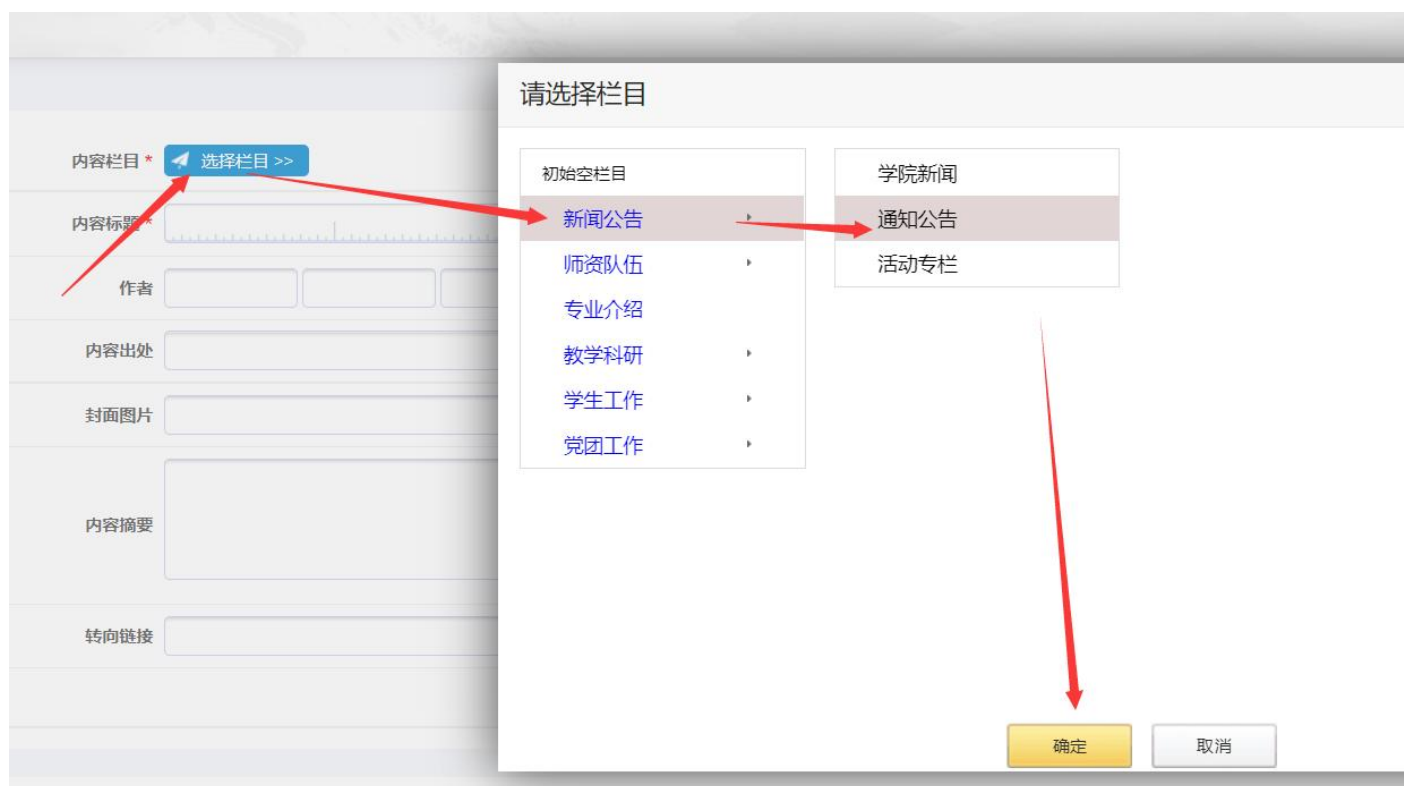 请选择栏目
内容栏目 * 选择栏目 >>
内容标题 *
作者
内容出处
封面图片
内容摘要
转向链接
初始空栏目
新闻公告
师资队伍
专业介绍
教学科研
学生工作
党团工作
学院新闻
通知公告
活动专栏
确定 取消